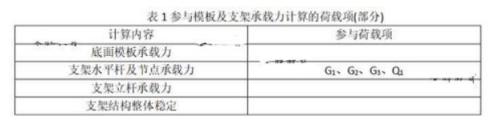 表 1 参与模板及支架承载力计算的荷载项(部分)
计算内容 参与荷载项
底面模板承载力
支架水平杆及节点承载力 G₁、G₂、G₃、Q₁
支架立杆承载力
支架结构整体稳定